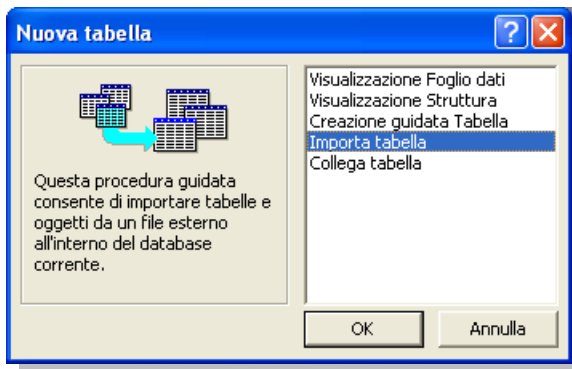 Nuova tabella
Questa procedura guidata
consente di importare tabelle e
oggetti da un file esterno
all'interno del database
corrente.
Visualizzazione Foglio dati
Visualizzazione Struttura
Creazione guidata Tabella
Importa tabella
Collega tabella
OK
Annulla